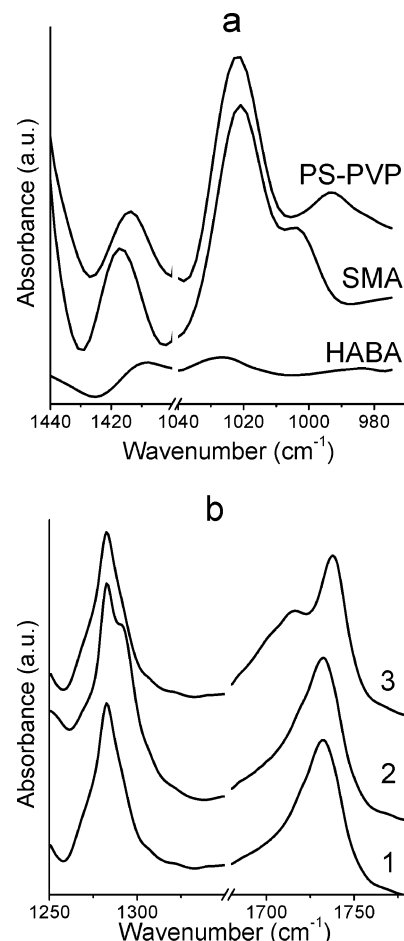 a
Absorbance (a.u.)
PS-PVP
SMA
HABA
1440 1420 1040 1020 1000 980
Wavenumber (cm⁻¹)
b
Absorbance (a.u.)
3
2
1
1250 1300 1700 1750
Wavenumber (cm⁻¹)